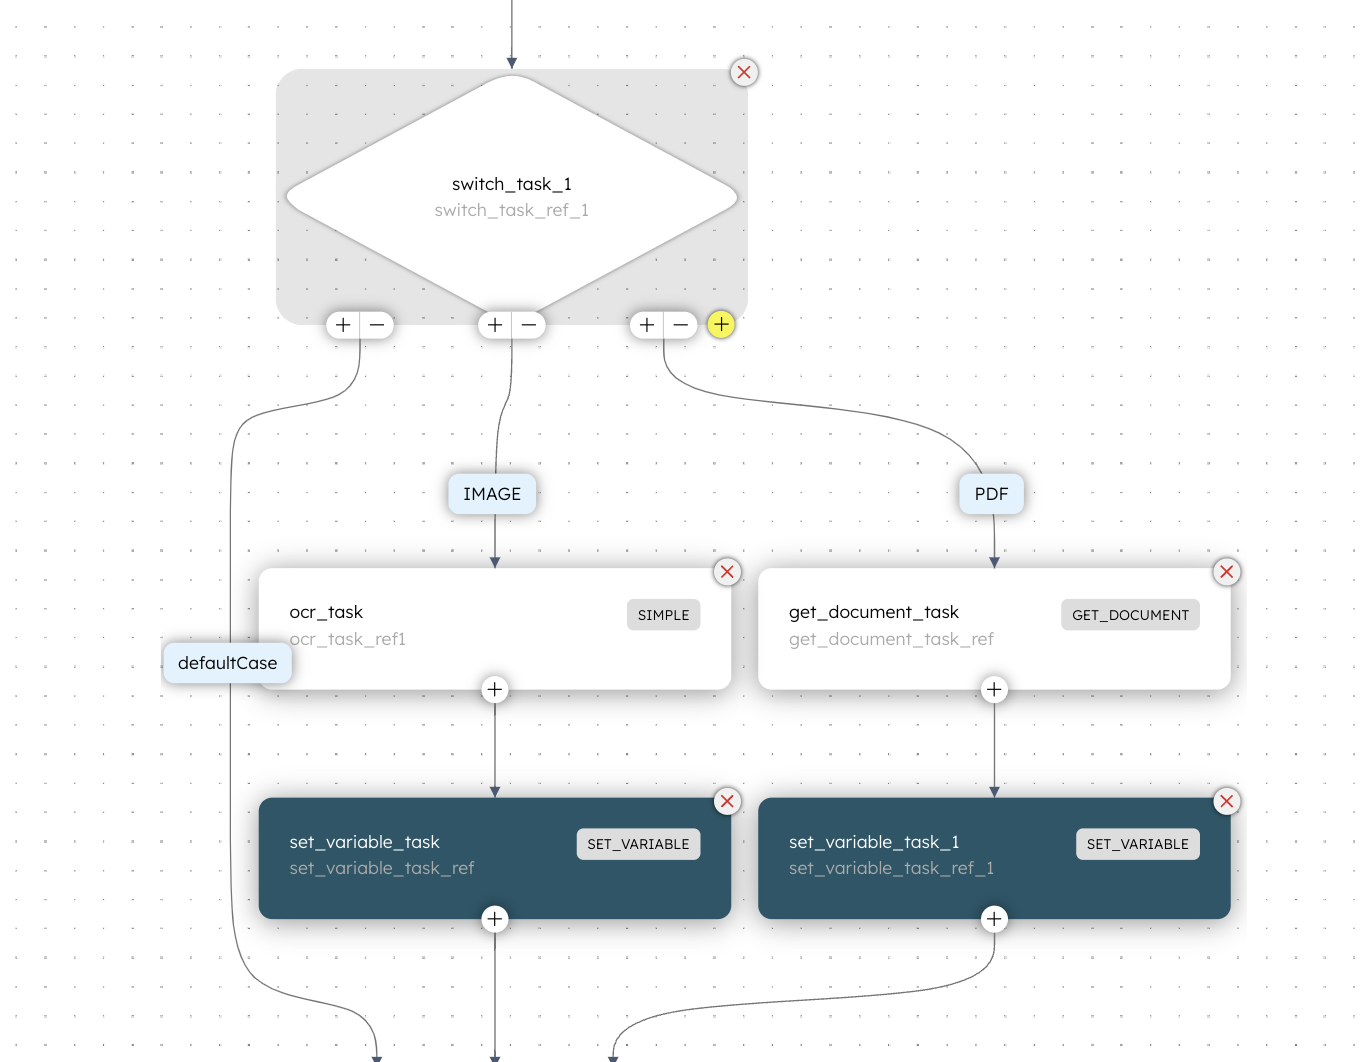 switch_task_1
switch_task_ref_1
IMAGE
PDF
ocr_task
SIMPLE
ocr_task_ref1
get_document_task
GET_DOCUMENT
get_document_task_ref
defaultCase
set_variable_task
SET_VARIABLE
set_variable_task_ref
set_variable_task_1
SET_VARIABLE
set_variable_task_ref_1